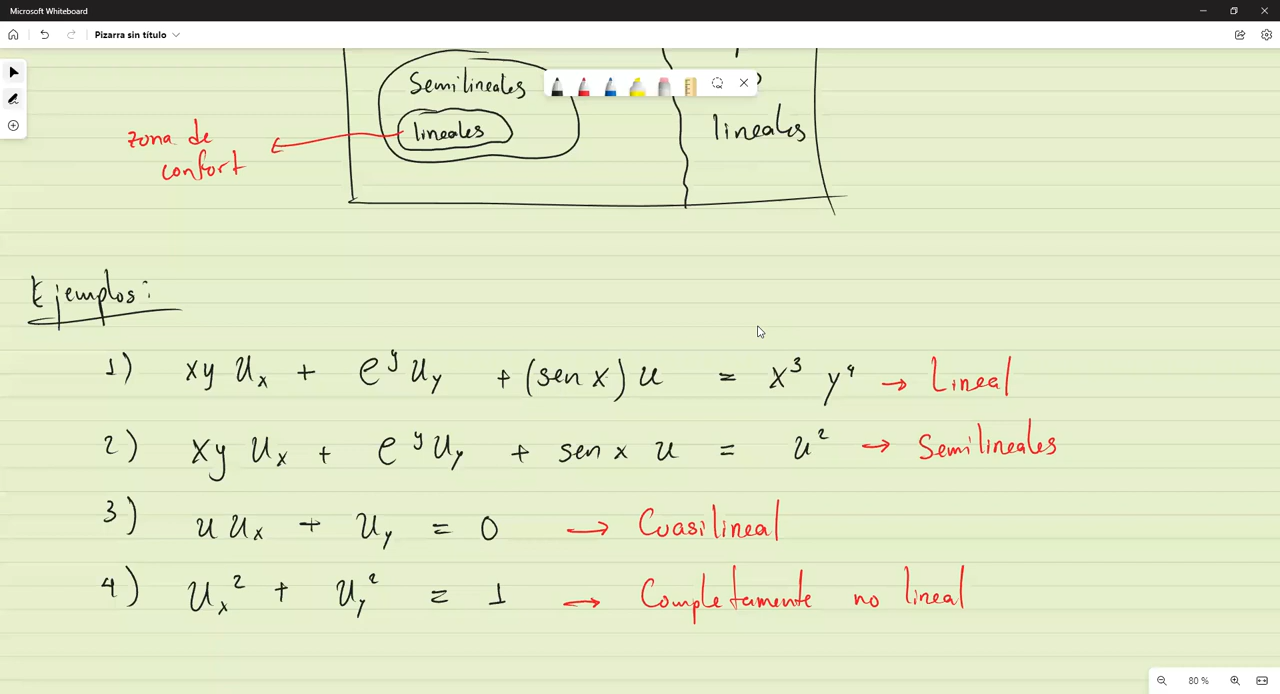 Microsoft Whiteboard
Pizarra sin título
Semilineales
lineales
lineales
zona de
confort
Ejemplos:
1) xy u_x + e^y u_y + (sen x) u = x^3 y^4 → Lineal
2) xy u_x + e^y u_y + sen x u = u^2 → Semilineales
3) u u_x + u_y = 0 → Cuasilineal
4) u_x^2 + u_y^2 = 1 → Completamente no lineal
80 %